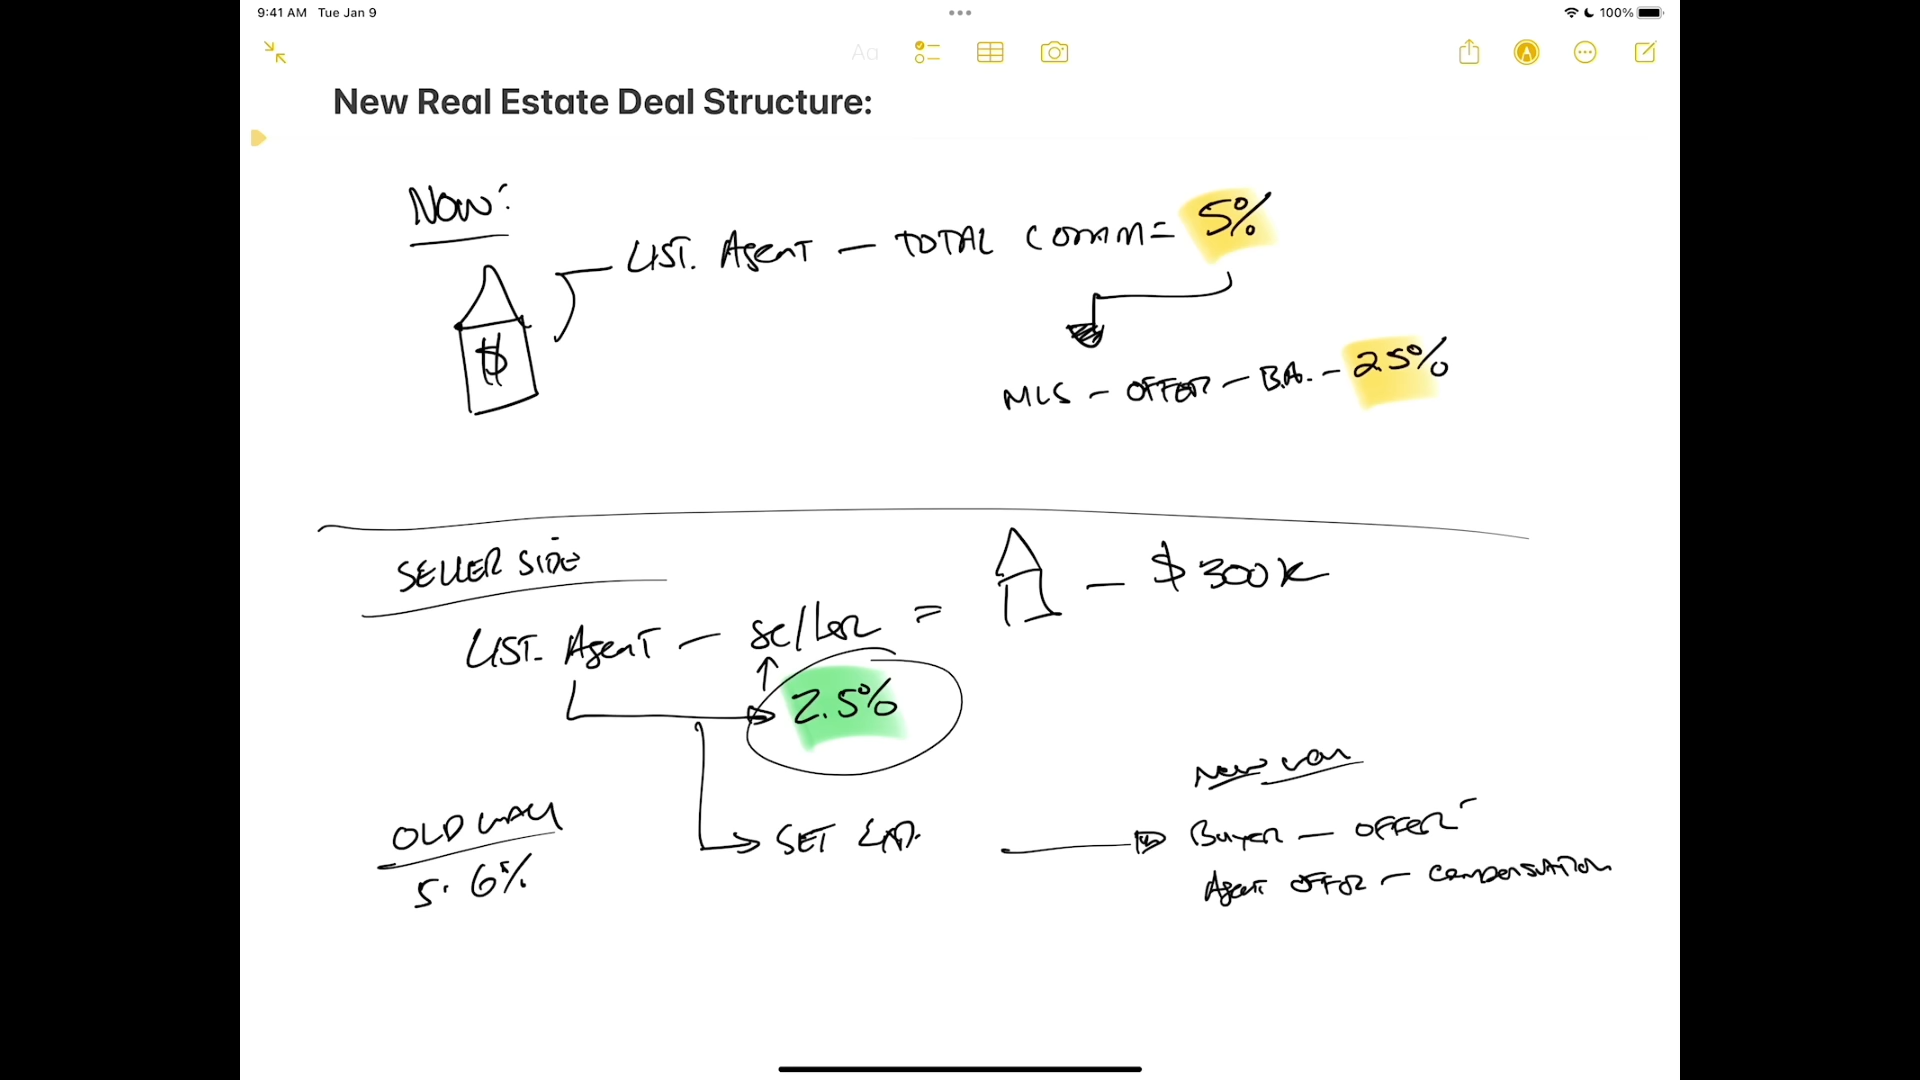 9:41 AM Tue Jan 9
100%
Aa
New Real Estate Deal Structure:
NOW:
LIST. AgenT – TOTAL COMM = 5%
$
MLS – OFFER – B.A. – 2.5%
SELLER SIDE
– $300K
LIST. AgenT – seller =
2.5%
New way
OLD WAY
SET
BUYER – OFFER
5. 6%
Agent OFFER – compensation